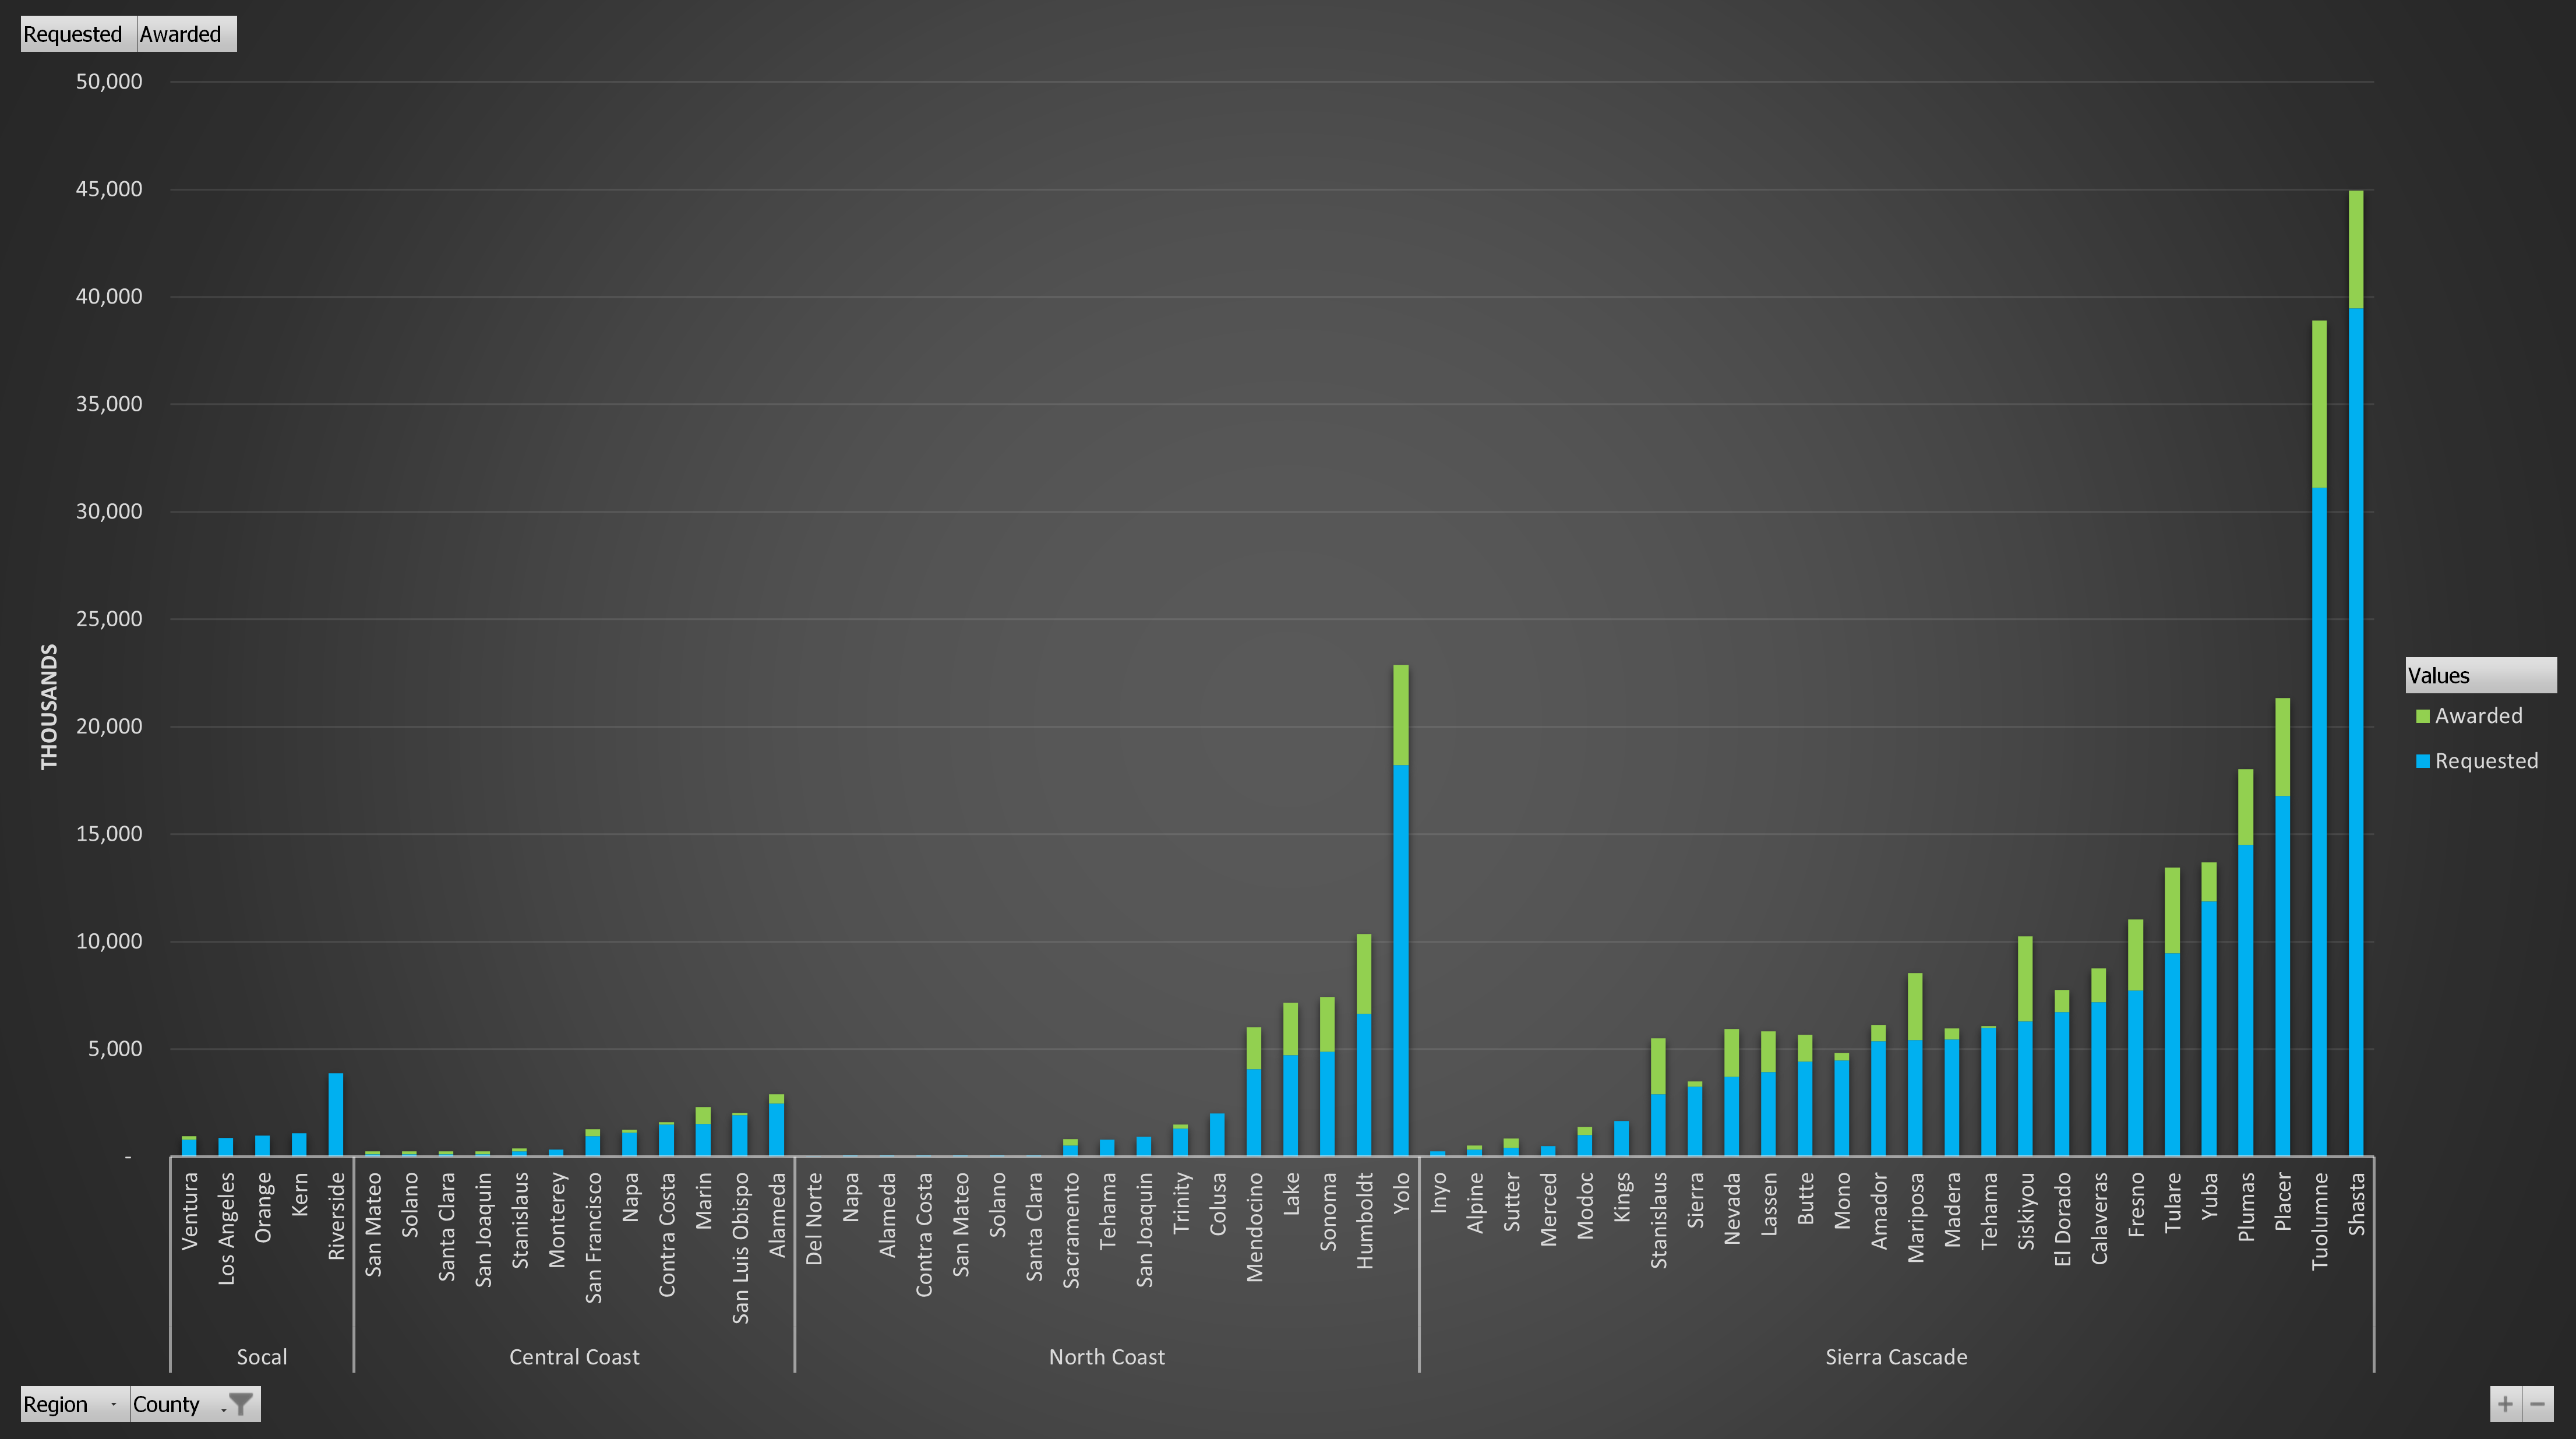 Requested Awarded
50,000
45,000
40,000
35,000
30,000
25,000
20,000
15,000
10,000
5,000
-
THOUSANDS
Values
Awarded
Requested
Ventura
Los Angeles
Orange
Kern
Riverside
San Mateo
Solano
Santa Clara
San Joaquin
Stanislaus
Monterey
San Francisco
Napa
Contra Costa
Marin
San Luis Obispo
Alameda
Del Norte
Napa
Alameda
Contra Costa
San Mateo
Solano
Santa Clara
Sacramento
Tehama
San Joaquin
Trinity
Colusa
Mendocino
Lake
Sonoma
Humboldt
Yolo
Inyo
Alpine
Sutter
Merced
Modoc
Kings
Stanislaus
Sierra
Nevada
Lassen
Butte
Mono
Amador
Mariposa
Madera
Tehama
Siskiyou
El Dorado
Calaveras
Fresno
Tulare
Yuba
Plumas
Placer
Tuolumne
Shasta
Socal
Central Coast
North Coast
Sierra Cascade
Region County
+ −